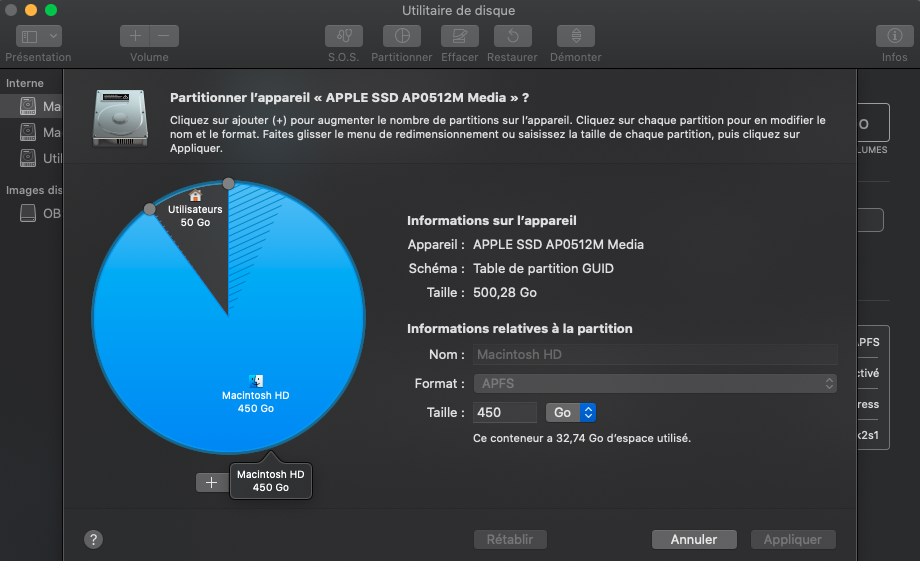 Utilitaire de disque
Présentation
Volume
S.O.S.
Partitionner
Effacer
Restaurer
Démonter
Infos
Interne
Mac
Mac
Util
Images dis
OB
Partitionner l'appareil « APPLE SSD AP0512M Media » ?
Cliquez sur ajouter (+) pour augmenter le nombre de partitions sur l'appareil. Cliquez sur chaque partition pour en modifier le
nom et le format. Faites glisser le menu de redimensionnement ou saisissez la taille de chaque partition, puis cliquez sur
Appliquer.
Utilisateurs
50 Go
Macintosh HD
450 Go
Macintosh HD
450 Go
Informations sur l'appareil
Appareil : APPLE SSD AP0512M Media
Schéma : Table de partition GUID
Taille : 500,28 Go
Informations relatives à la partition
Nom : Macintosh HD
Format : APFS
Taille : 450 Go
Ce conteneur a 32,74 Go d'espace utilisé.
o
LUMES
APFS
ctivé
ress
k2s1
?
Rétablir
Annuler
Appliquer